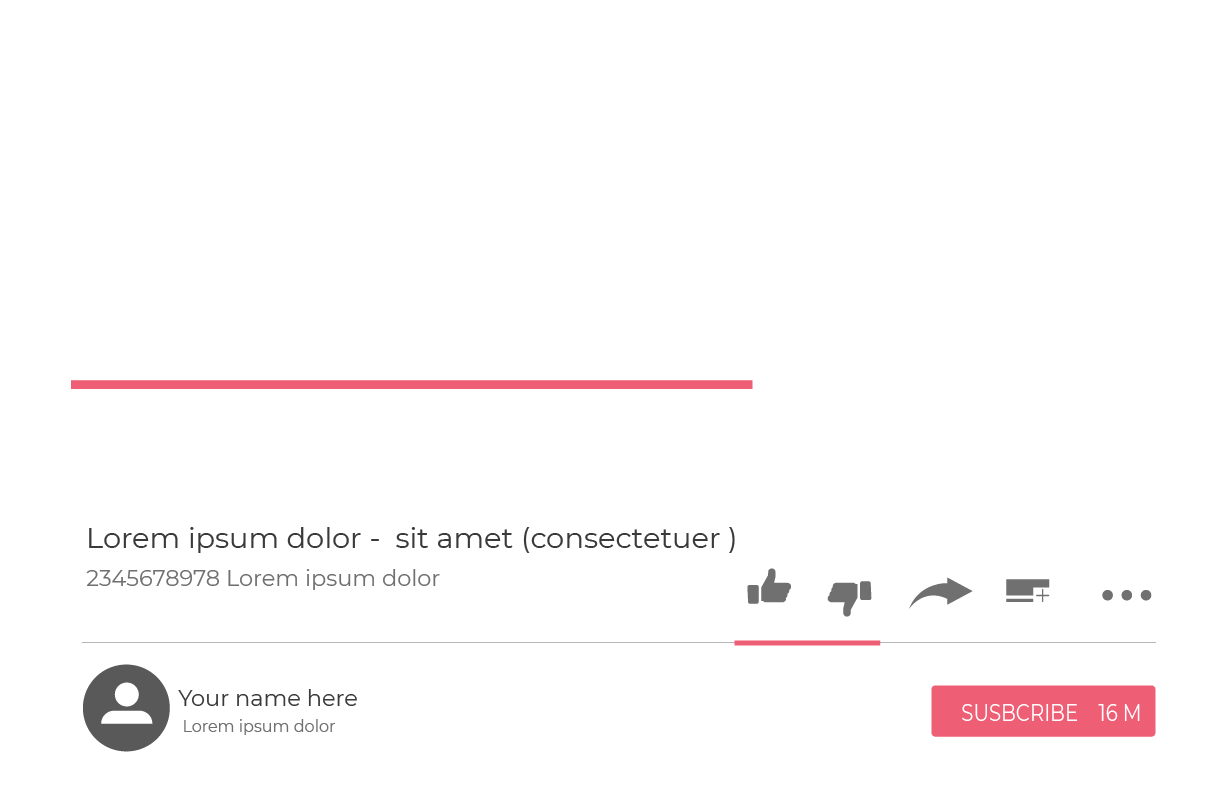 Lorem ipsum dolor -  sit amet (consectetuer )
2345678978 Lorem ipsum dolor
Your name here
Lorem ipsum dolor
SUSBCRIBE 16 M